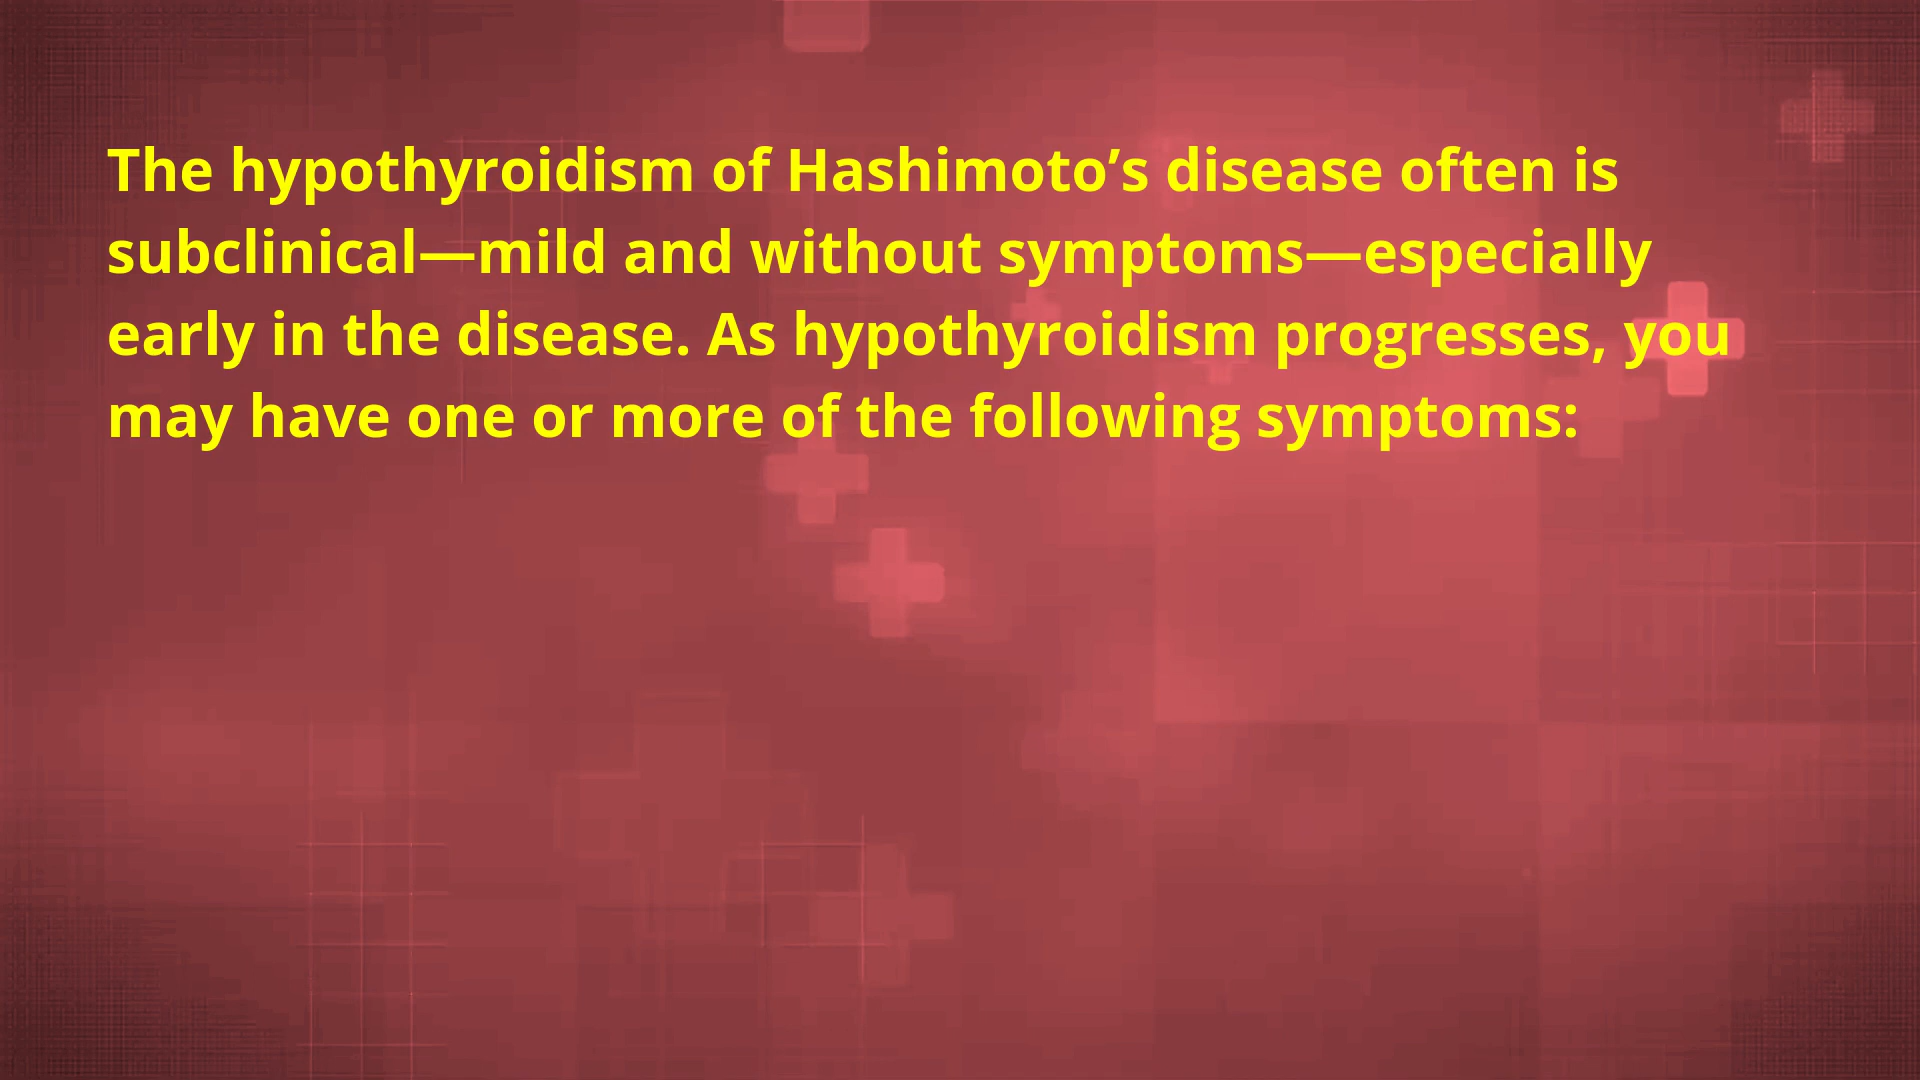 The hypothyroidism of Hashimoto’s disease often is
subclinical—mild and without symptoms—especially
early in the disease. As hypothyroidism progresses, you
may have one or more of the following symptoms: